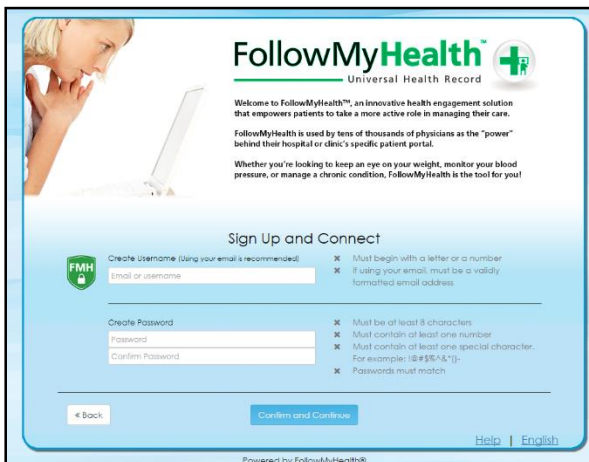 FollowMyHealth™
Universal Health Record
Welcome to FollowMyHealth™, an innovative health engagement solution
that empowers patients to take a more active role in managing their care.
FollowMyHealth is used by tens of thousands of physicians as the "power"
behind their hospital or clinic's specific patient portal.
Whether you're looking to keep an eye on your weight, monitor your blood
pressure, or manage a chronic condition, FollowMyHealth is the tool for you!
Sign Up and Connect
FMH
Create Username (Using your email is recommended)
Email or username
✖ Must begin with a letter or a number
✖ If using your email, must be a validly
formatted email address
Create Password
Password
Confirm Password
✖ Must be at least 8 characters
✖ Must contain at least one number
✖ Must contain at least one special character.
For example: !@#$%^&*()-
✖ Passwords must match
« Back
Confirm and Continue
Help | English
Powered by FollowMyHealth®